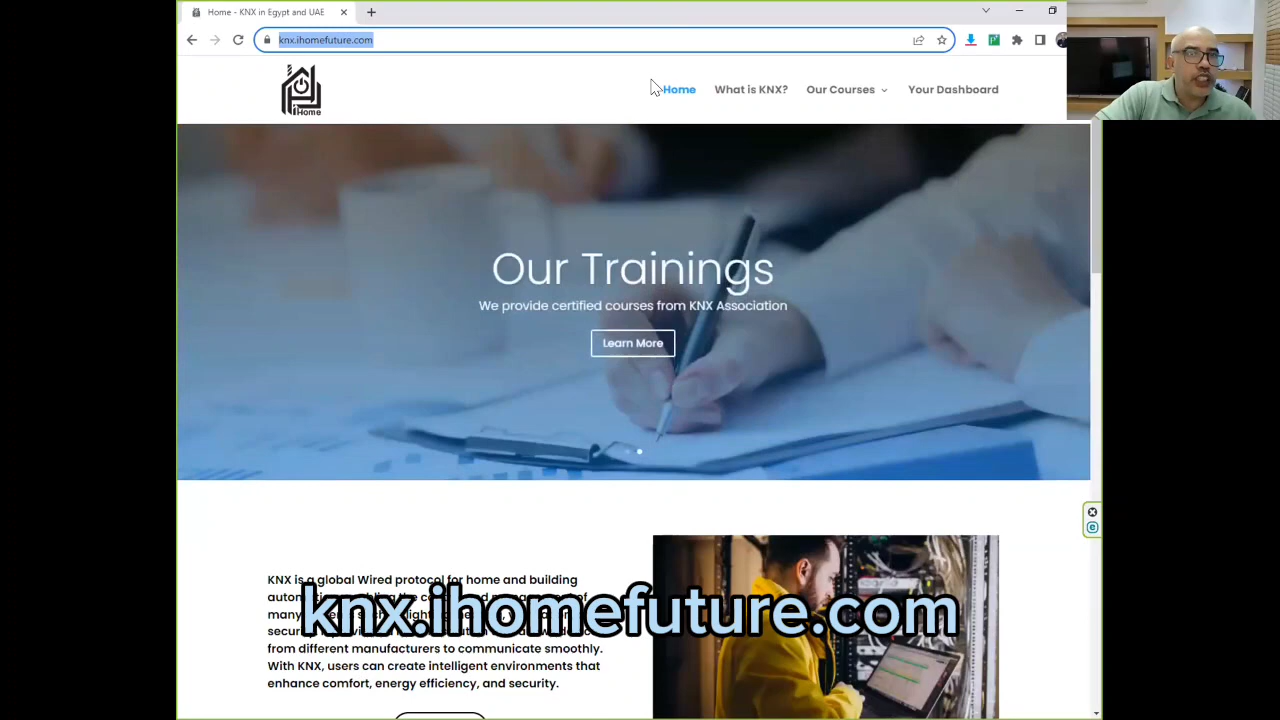 Home - KNX in Egypt and UAE
knx.ihomefuture.com
iHome
Home
What is KNX?
Our Courses
Your Dashboard
Our Trainings
We provide certified courses from KNX Association
Learn More
KNX is a global Wired protocol for home and building
knx.ihomefuture.com
from different manufacturers to communicate smoothly.
With KNX, users can create intelligent environments that
enhance comfort, energy efficiency, and security.